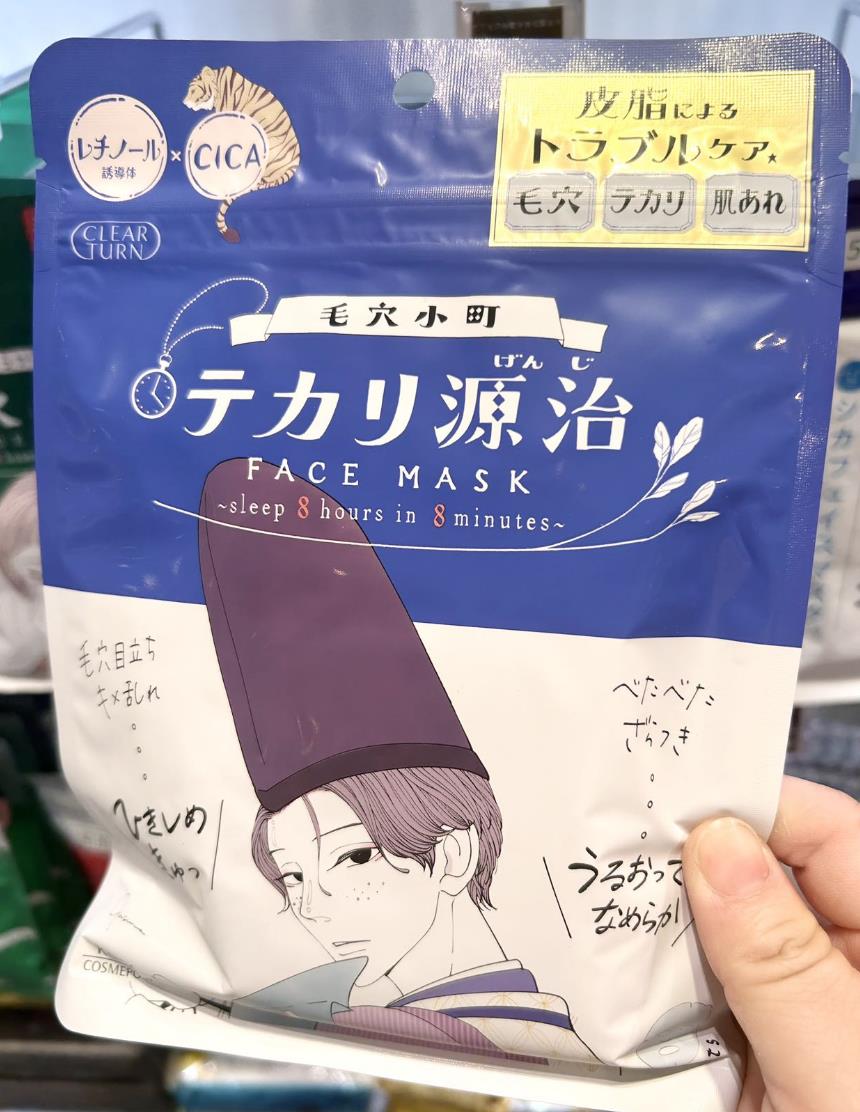 レチノール
誘導体
×
CICA
皮脂による
トラブルケア★
毛穴 テカリ 肌あれ
CLEAR
TURN
毛穴小町
げんじ
テカリ源治
FACE MASK
~sleep 8 hours in 8 minutes~
毛穴目立ち
キメ乱れ
べたべた
ざらつき
ひきしめ
きゅっ
うるおって
なめらか